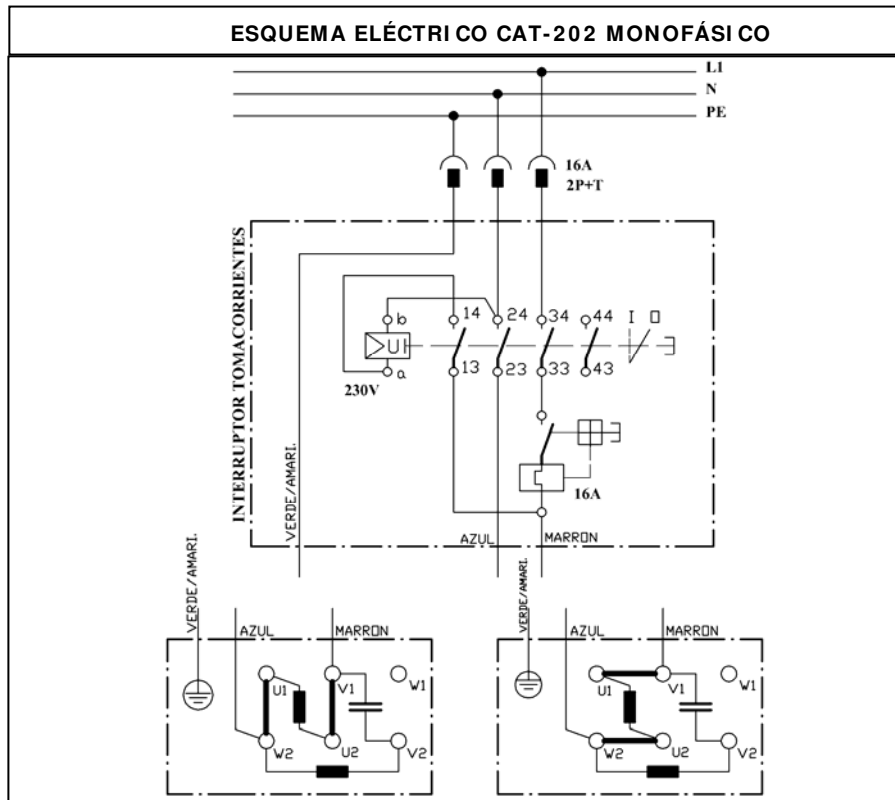 ESQUEMA ELÉCTRICO CAT-202 MONOFÁSICO
L1
N
PE
16A
2P+T
INTERRUPTOR TOMACORRIENTES
b
14
24
34
44
I O
U
a
13
23
33
43
230V
16A
VERDE/AMARI.
AZUL
MARRON
VERDE/AMARI.
AZUL
MARRON
U1
V1
W1
W2
U2
V2
VERDE/AMARI.
AZUL
MARRON
U1
V1
W1
W2
U2
V2